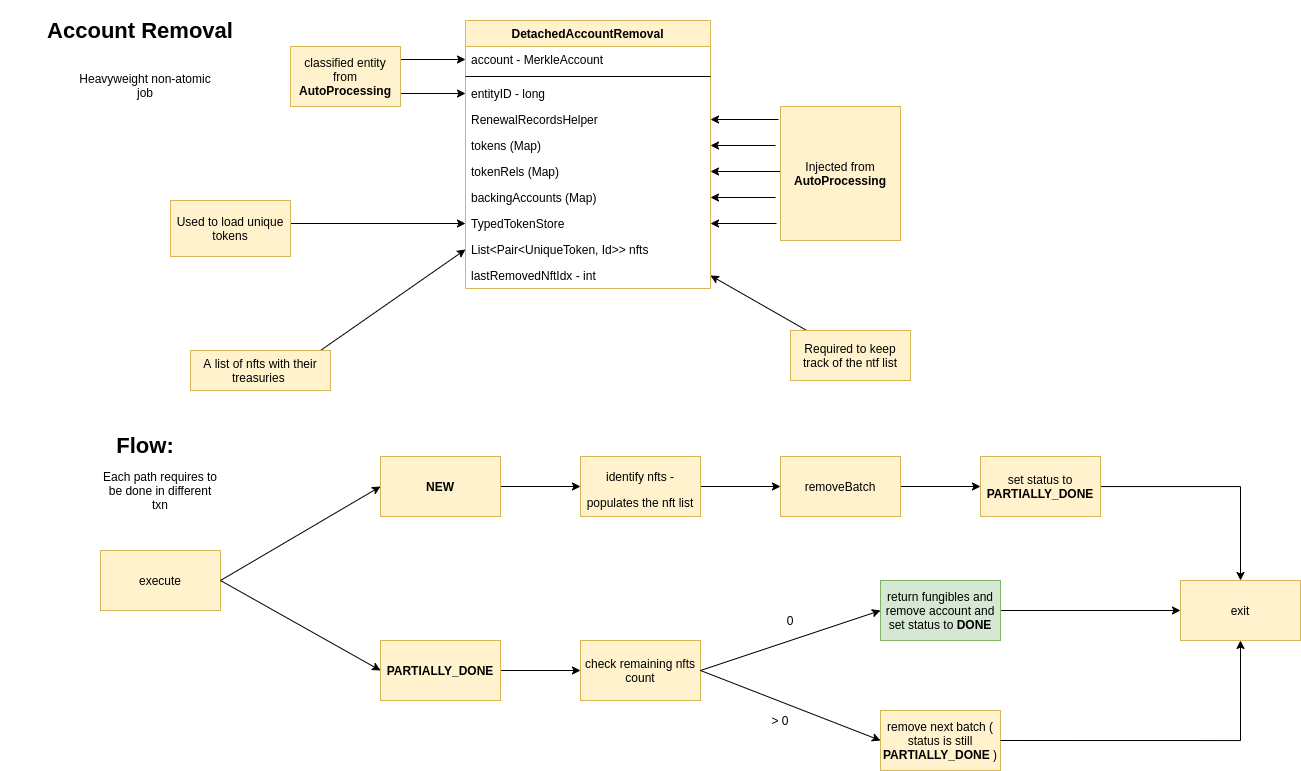 Account Removal
Heavyweight non-atomic
job
classified entity
from
AutoProcessing
DetachedAccountRemoval
account - MerkleAccount
entityID - long
RenewalRecordsHelper
tokens (Map)
tokenRels (Map)
backingAccounts (Map)
TypedTokenStore
List<Pair<UniqueToken, Id>> nfts
lastRemovedNftIdx - int
Injected from
AutoProcessing
Used to load unique
tokens
A list of nfts with their
treasuries
Required to keep
track of the ntf list
Flow:
Each path requires to
be done in different
txn
execute
NEW
identify nfts -
populates the nft list
removeBatch
set status to
PARTIALLY_DONE
PARTIALLY_DONE
check remaining nfts
count
0
> 0
return fungibles and
remove account and
set status to DONE
remove next batch (
status is still
PARTIALLY_DONE )
exit